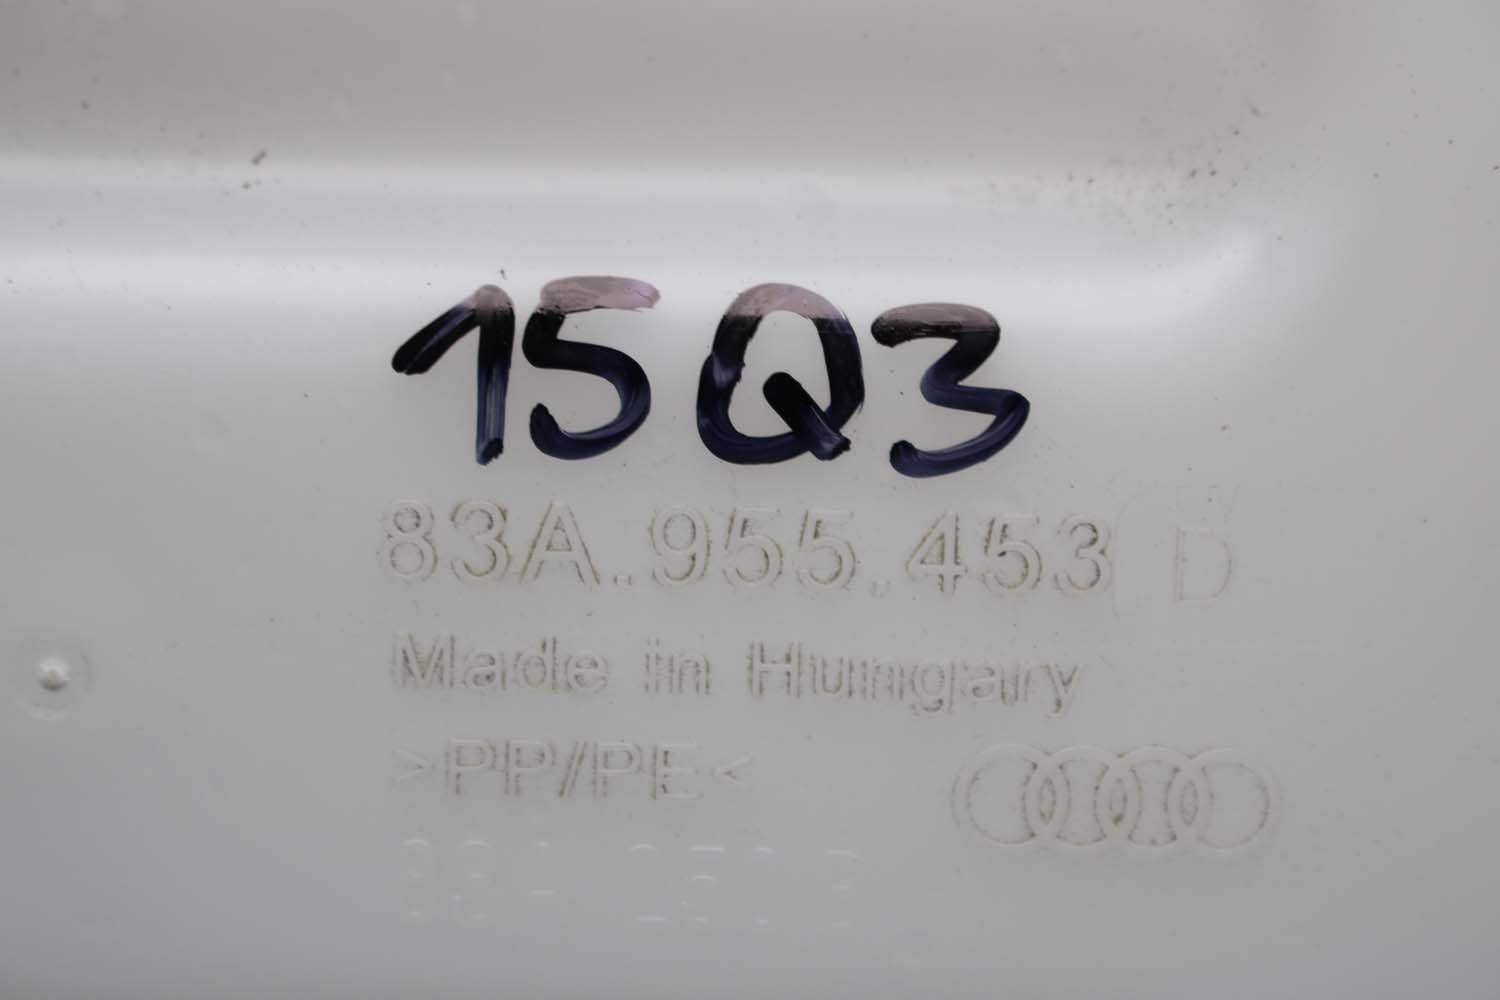 15Q3
83A.955.453 D
Made in Hungary
>PP/PE<